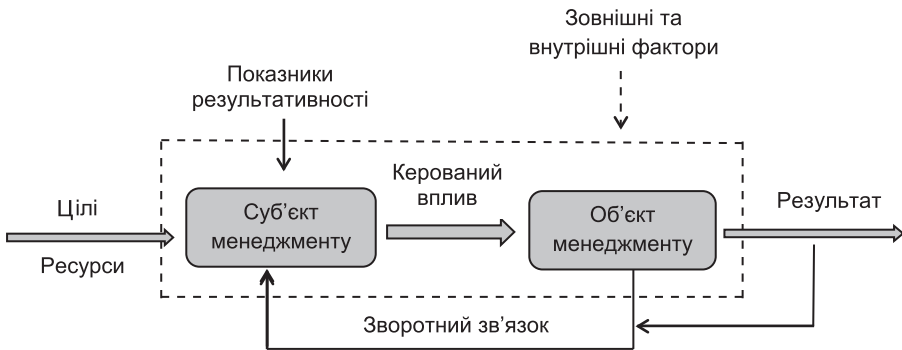 Зовнішні та
внутрішні фактори
Показники
результативності
Керований
вплив
Цілі
Ресурси
Суб’єкт
менеджменту
Об’єкт
менеджменту
Результат
Зворотний зв’язок